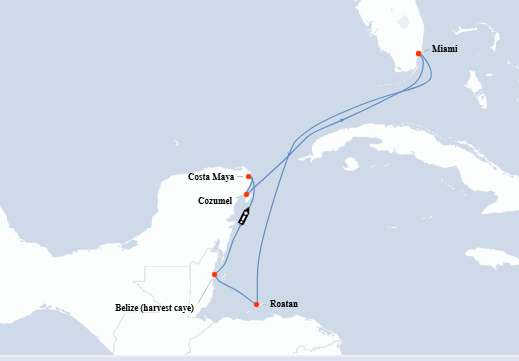 Miami
Costa Maya
Cozumel
Belize (harvest caye)
Roatan